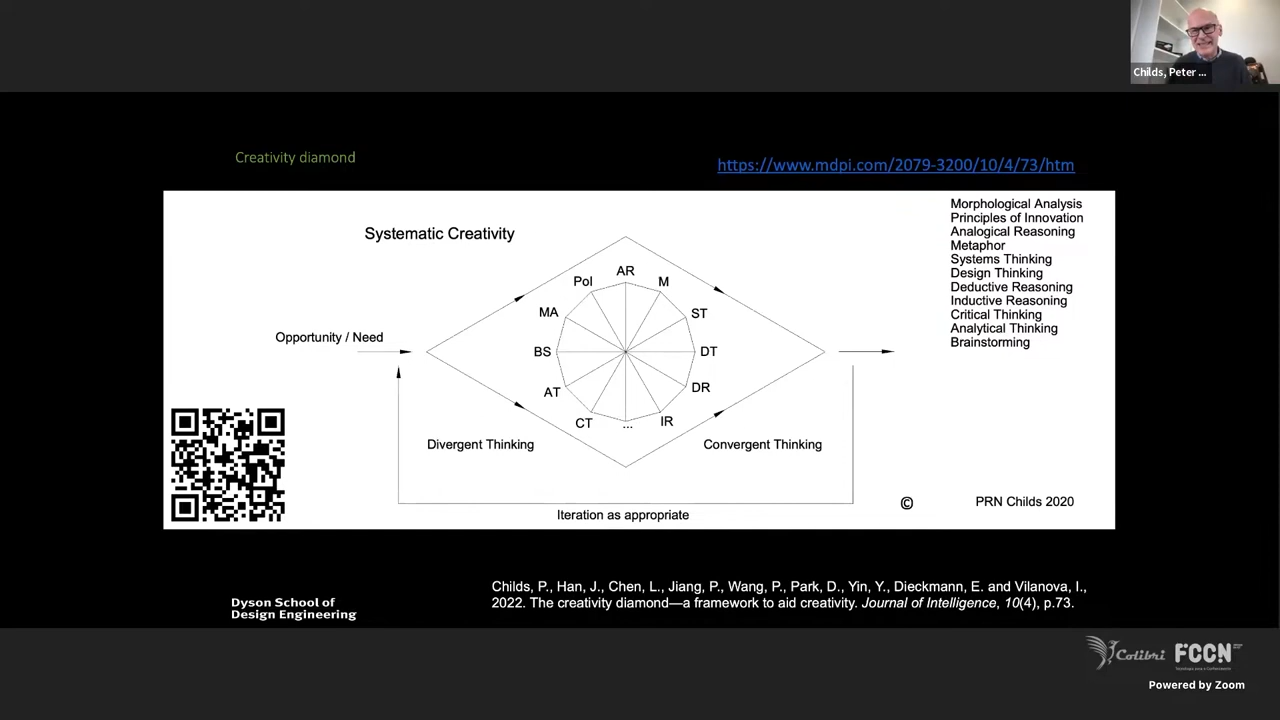 Childs, Peter ...
Creativity diamond
https://www.mdpi.com/2079-3200/10/4/73/htm
Systematic Creativity
Morphological Analysis
Principles of Innovation
Analogical Reasoning
Metaphor
Systems Thinking
Design Thinking
Deductive Reasoning
Inductive Reasoning
Critical Thinking
Analytical Thinking
Brainstorming
AR
PoI
M
MA
ST
Opportunity / Need
BS
DT
AT
DR
CT
...
IR
Divergent Thinking
Convergent Thinking
Iteration as appropriate
©
PRN Childs 2020
Childs, P., Han, J., Chen, L., Jiang, P., Wang, P., Park, D., Yin, Y., Dieckmann, E. and Vilanova, I.,
2022. The creativity diamond—a framework to aid creativity. Journal of Intelligence, 10(4), p.73.
Dyson School of
Design Engineering
Colibri
FCCN
Powered by Zoom